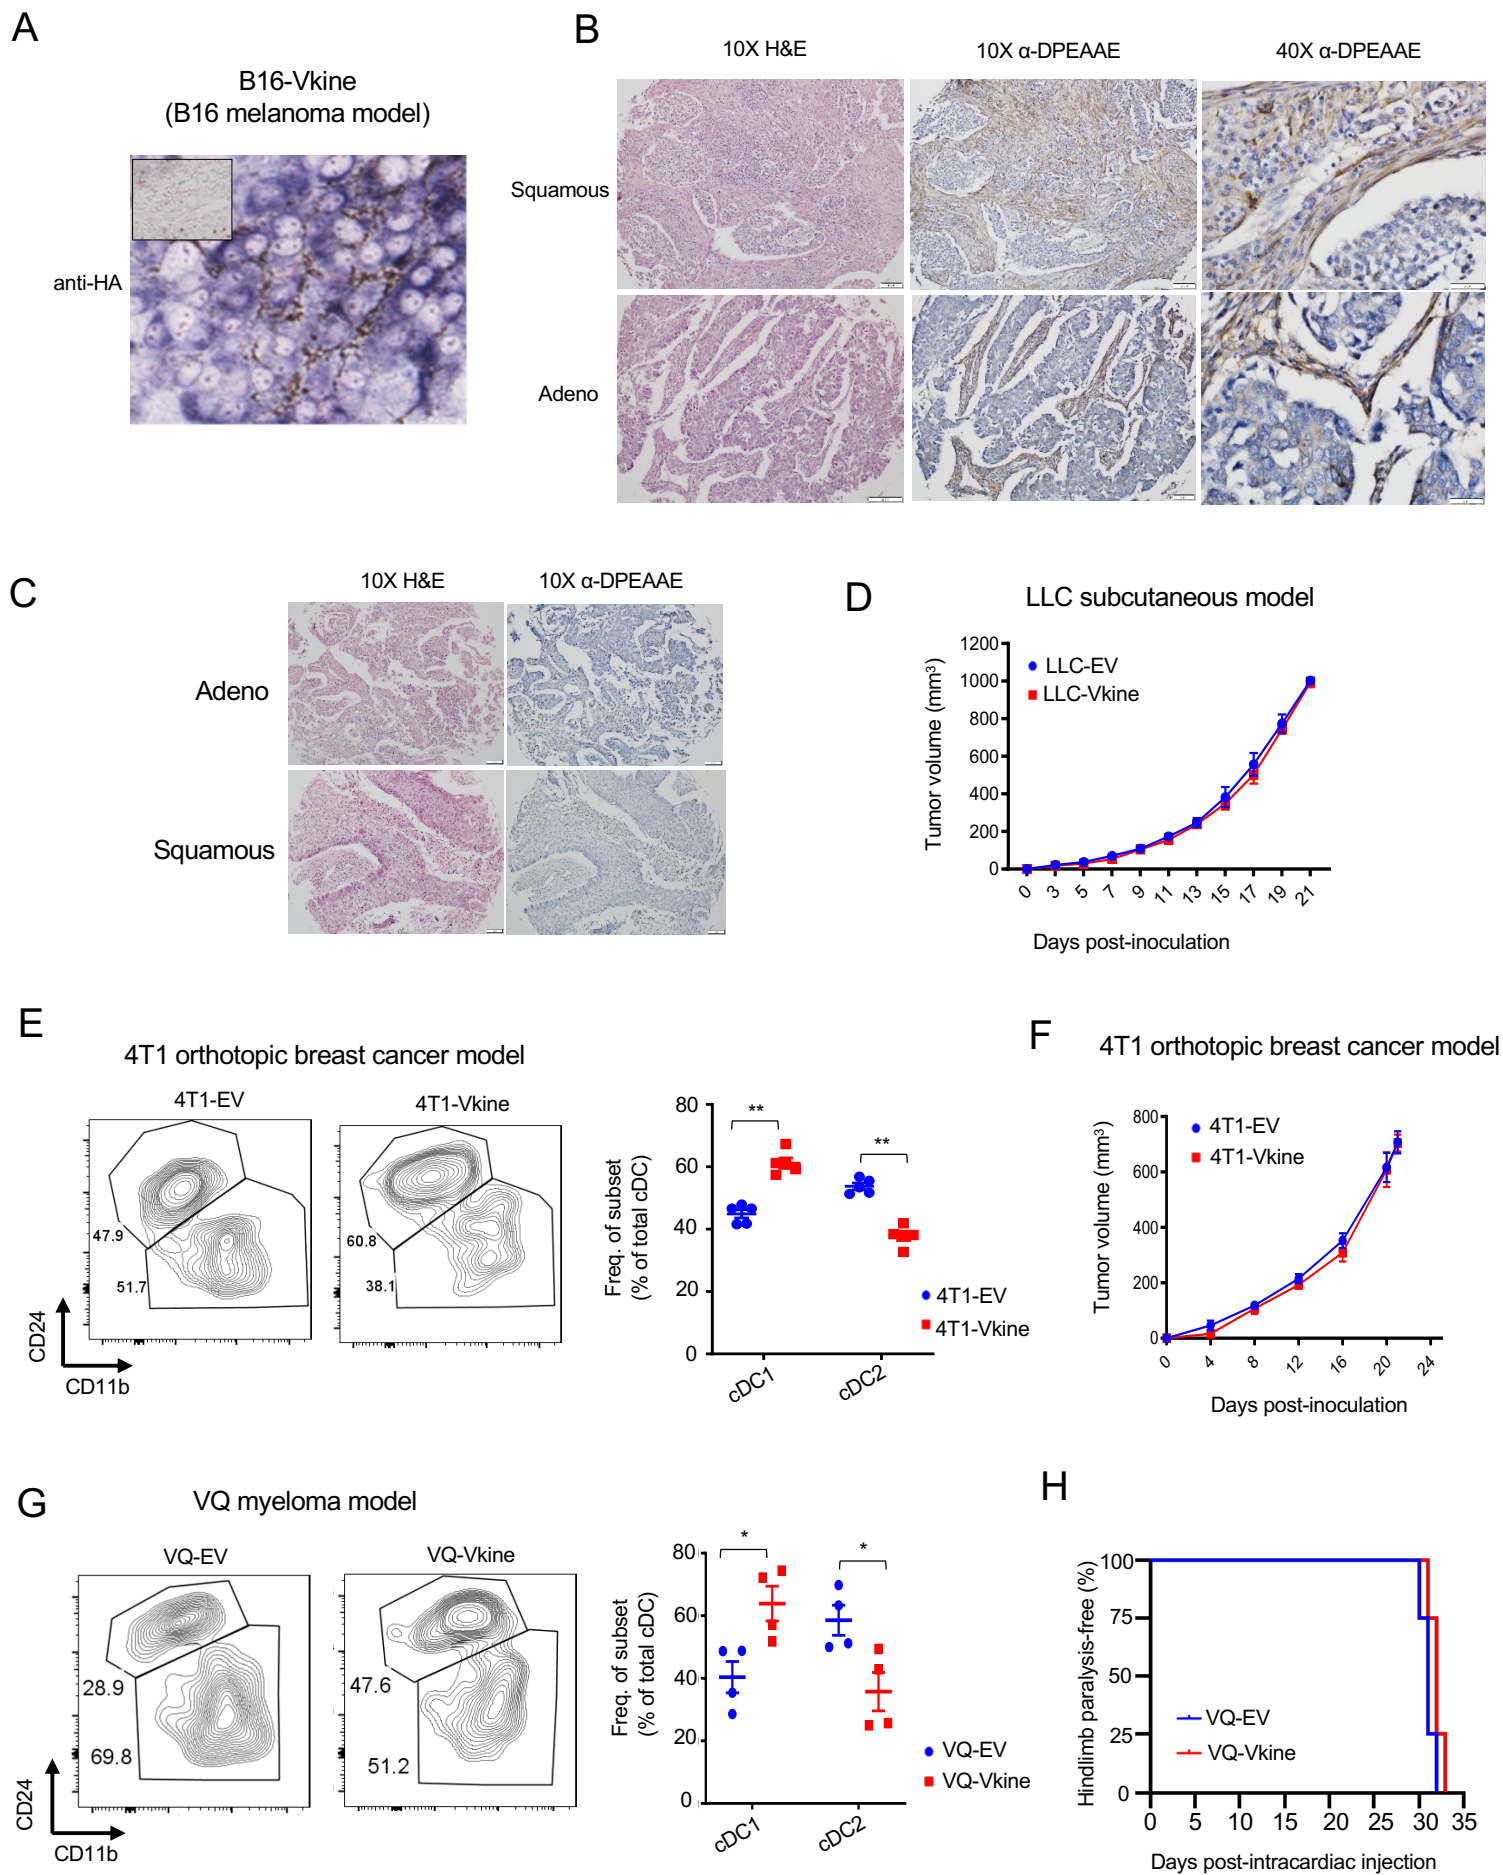 A
B16-Vkine
(B16 melanoma model)
anti-HA
B
10X H&E
10X α-DPEAAE
40X α-DPEAAE
Squamous
Adeno
C
10X H&E
10X α-DPEAAE
Adeno
Squamous
D
LLC subcutaneous model
LLC-EV
LLC-Vkine
Tumor volume (mm³)
1200
1000
800
600
400
200
0
0 3 5 7 9 11 13 15 17 19 21
Days post-inoculation
E
4T1 orthotopic breast cancer model
4T1-EV
4T1-Vkine
47.9
51.7
60.8
38.1
CD24
CD11b
Freq. of subset
(% of total cDC)
80
60
40
20
0
**
**
4T1-EV
4T1-Vkine
cDC1
cDC2
F
4T1 orthotopic breast cancer model
4T1-EV
4T1-Vkine
Tumor volume (mm³)
800
600
400
200
0
0 4 8 12 16 20 24
Days post-inoculation
G
VQ myeloma model
VQ-EV
VQ-Vkine
28.9
69.8
47.6
51.2
CD24
CD11b
Freq. of subset
(% of total cDC)
80
60
40
20
0
*
*
VQ-EV
VQ-Vkine
cDC1
cDC2
H
Hindlimb paralysis-free (%)
100
75
50
25
0
VQ-EV
VQ-Vkine
0 5 10 15 20 25 30 35
Days post-intracardiac injection